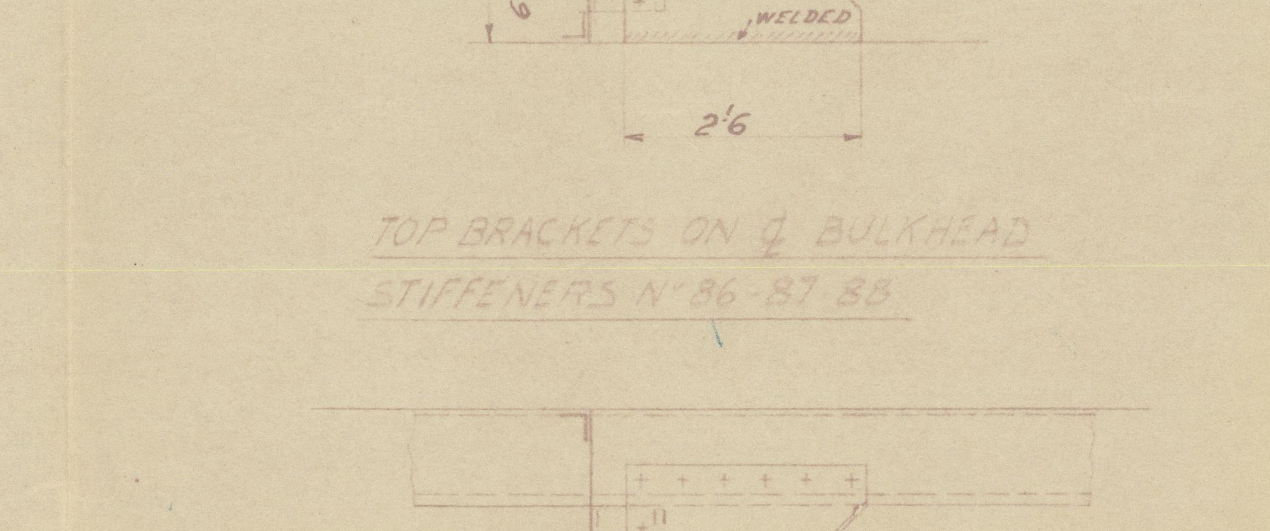 6
WELDED
2'6
TOP BRACKETS ON ℄ BULKHEAD
STIFFENERS Nº 86-87-88